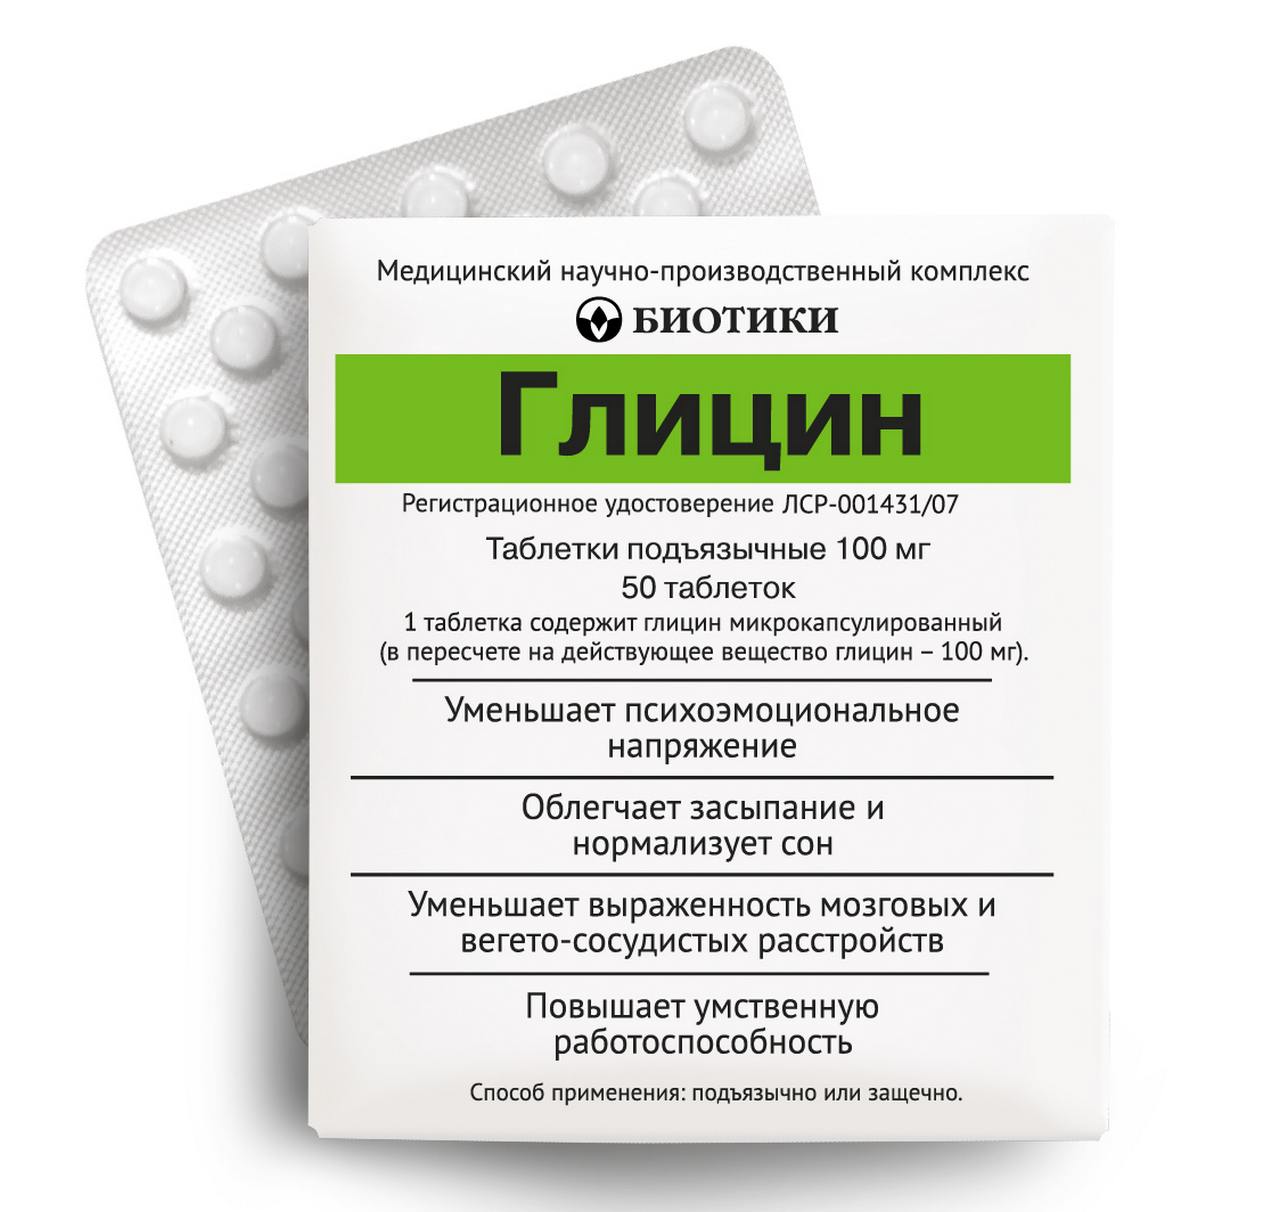 Медицинский научно-производственный комплекс
БИОТИКИ
Глицин
Регистрационное удостоверение ЛСР-001431/07
Таблетки подъязычные 100 мг
50 таблеток
1 таблетка содержит глицин микрокапсулированный
(в пересчете на действующее вещество глицин – 100 мг).
Уменьшает психоэмоциональное
напряжение
Облегчает засыпание и
нормализует сон
Уменьшает выраженность мозговых и
вегето-сосудистых расстройств
Повышает умственную
работоспособность
Способ применения: подъязычно или защечно.